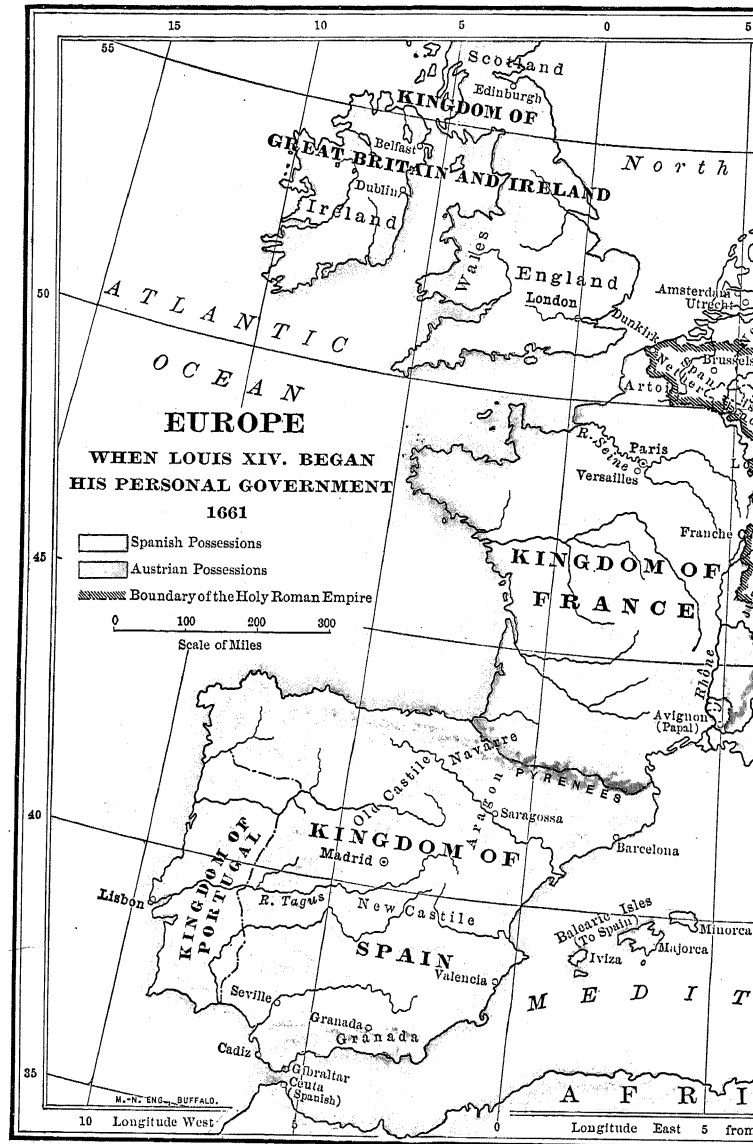 15 10 5 0 5
55
Scotland
Edinburgh
KINGDOM OF
GREAT BRITAIN AND IRELAND
Belfast
Dublin
Ireland
North
Wales
England
London
Amsterdam
Utrecht
Dunkirk
Brussels
Arto
50
ATLANTIC
OCEAN
EUROPE
WHEN LOUIS XIV. BEGAN
HIS PERSONAL GOVERNMENT
1661
Spanish Possessions
Austrian Possessions
Boundary of the Holy Roman Empire
0 100 200 300
Scale of Miles
R. Seine
Paris
Versailles
Franche
45
KINGDOM OF
FRANCE
Rhône
Avignon
(Papal)
Navarre
PYRENEES
Old Castile
Aragon
Saragossa
40
KINGDOM OF
SPAIN
Madrid
Barcelona
KINGDOM OF
PORTUGAL
Lisbon
R. Tagus
New Castile
Balearic Isles
(To Spain)
Minorca
Majorca
Iviza
Valencia
MEDIT
Seville
Granada
Granada
Cadiz
Gibraltar
Ceuta
(Spanish)
35
AFRI
M.-N. ENG., BUFFALO.
10 5 0
Longitude West
Longitude East 5 from